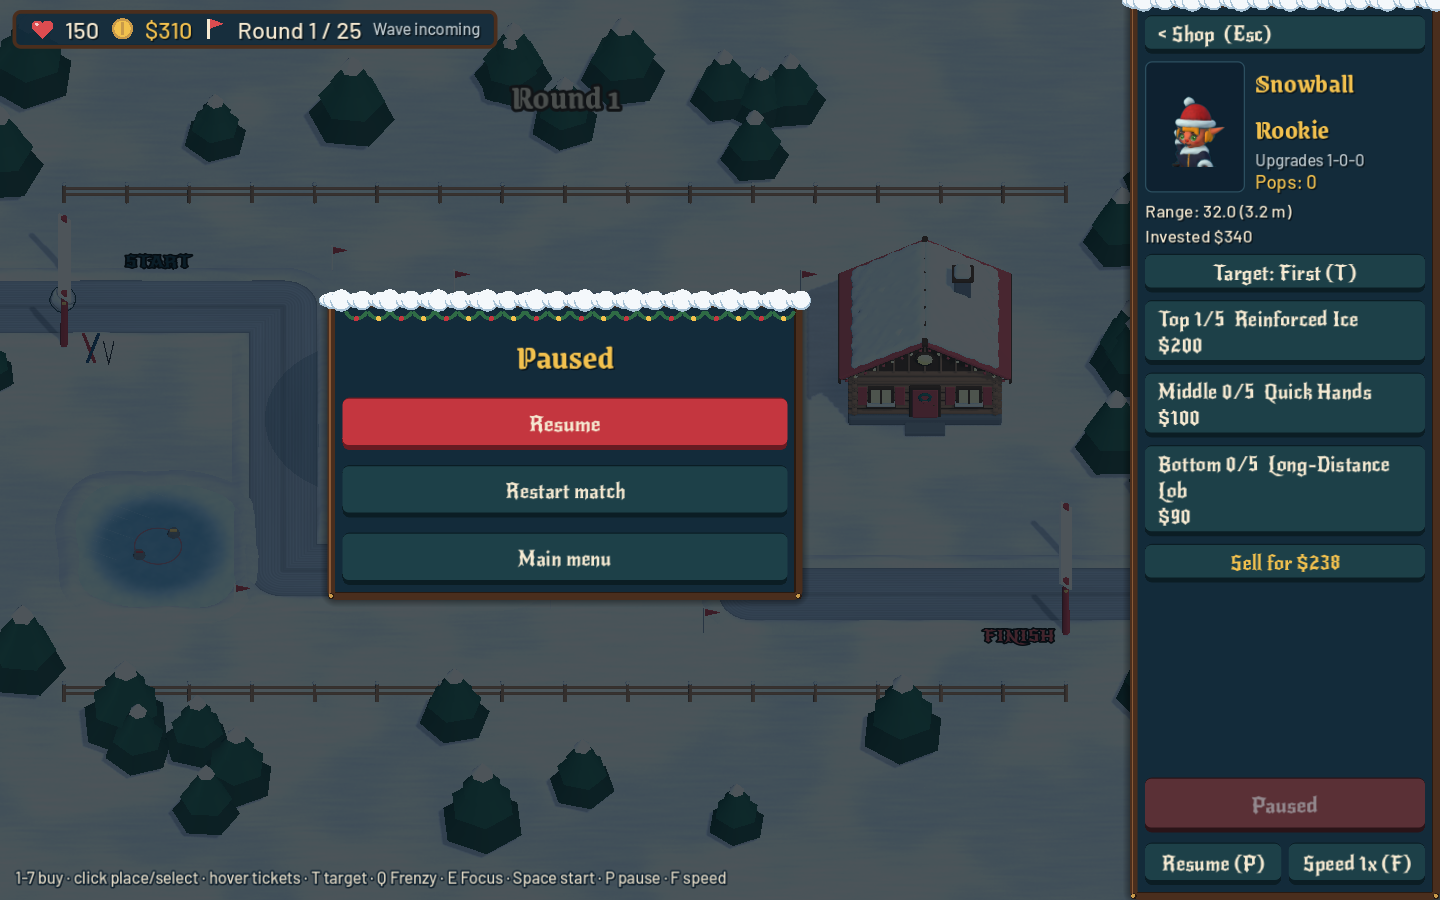 150 $310 Round 1 / 25 Wave incoming
Round 1
START
FINISH
Paused
Resume
Restart match
Main menu
< Shop (Esc)
Snowball
Rookie
Upgrades 1-0-0
Pops: 0
Range: 32.0 (3.2 m)
Invested $340
Target: First (T)
Top 1/5 Reinforced Ice
$200
Middle 0/5 Quick Hands
$100
Bottom 0/5 Long-Distance
Lob
$90
Sell for $238
Paused
Resume (P) Speed 1x (F)
1-7 buy · click place/select · hover tickets · T target · Q Frenzy · E Focus · Space start · P pause · F speed